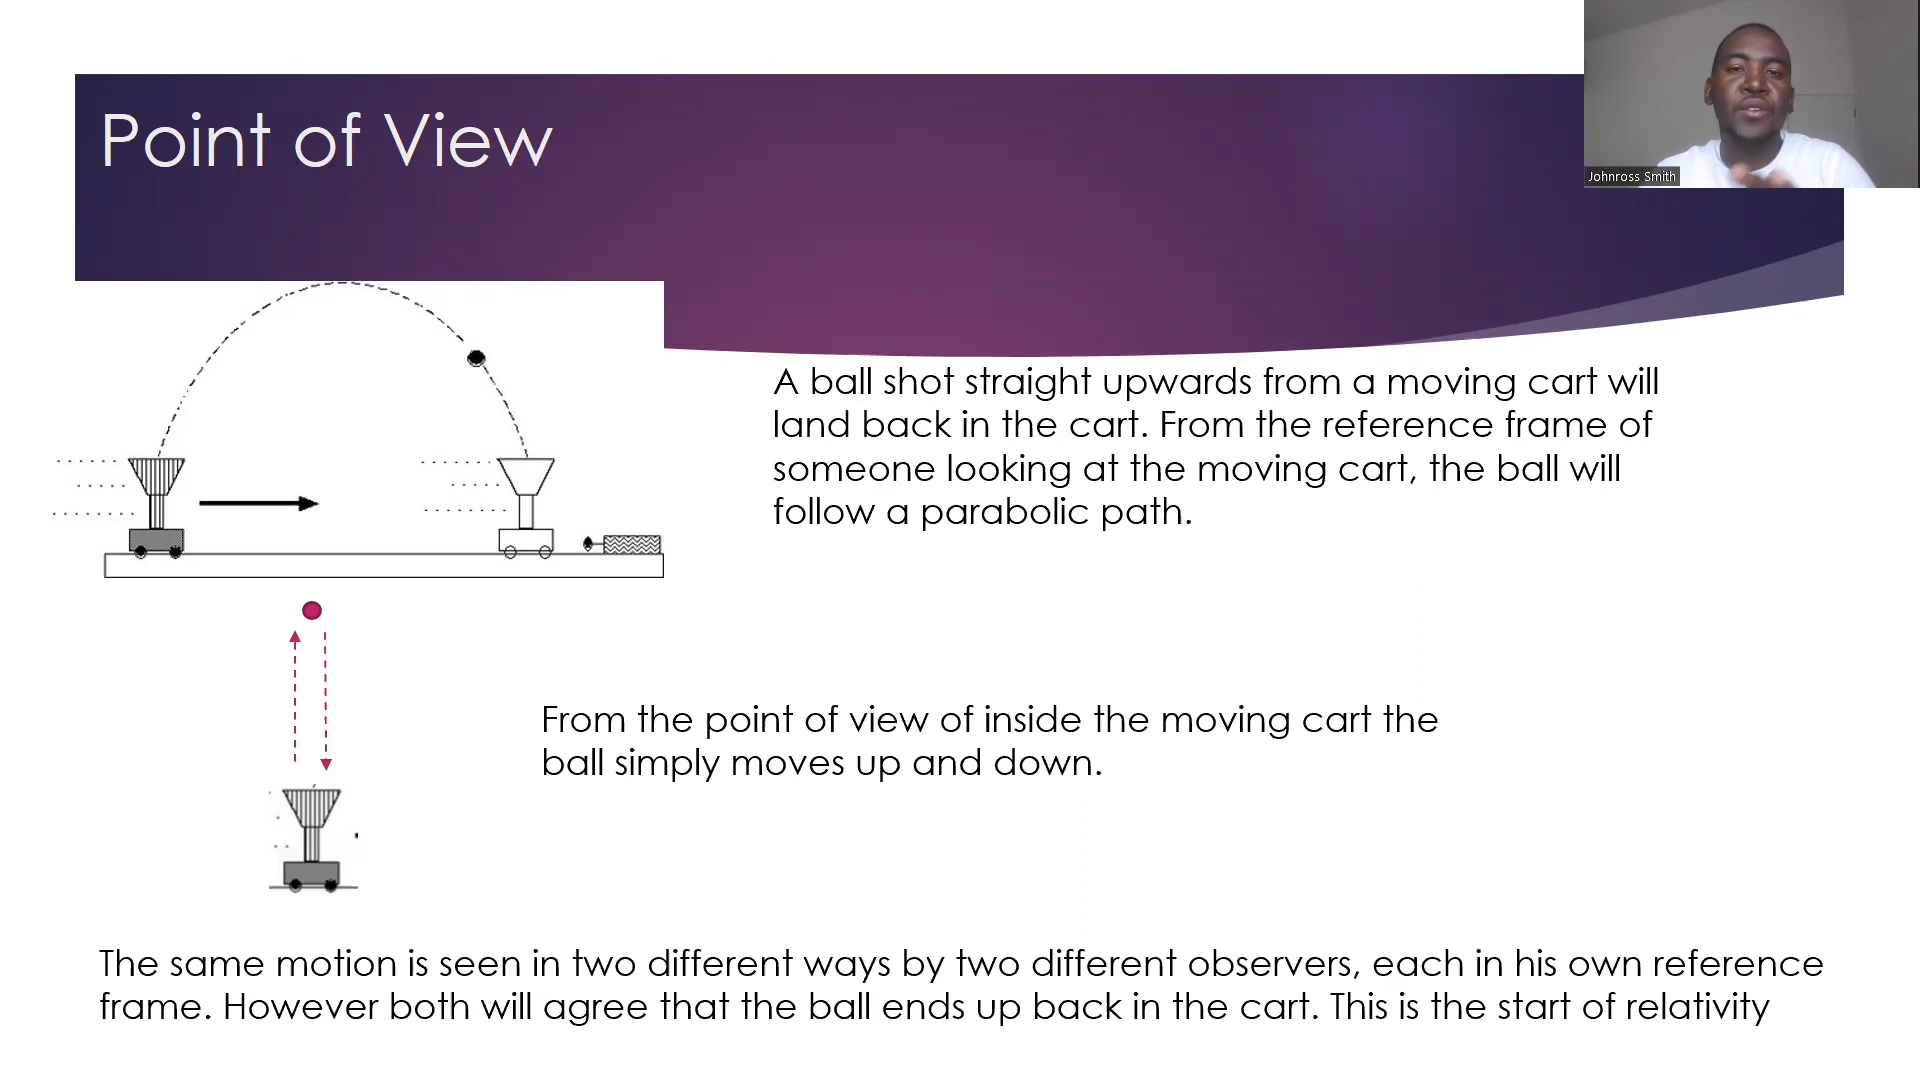 Point of View
Johnross Smith
A ball shot straight upwards from a moving cart will
land back in the cart. From the reference frame of
someone looking at the moving cart, the ball will
follow a parabolic path.
From the point of view of inside the moving cart the
ball simply moves up and down.
The same motion is seen in two different ways by two different observers, each in his own reference
frame. However both will agree that the ball ends up back in the cart. This is the start of relativity